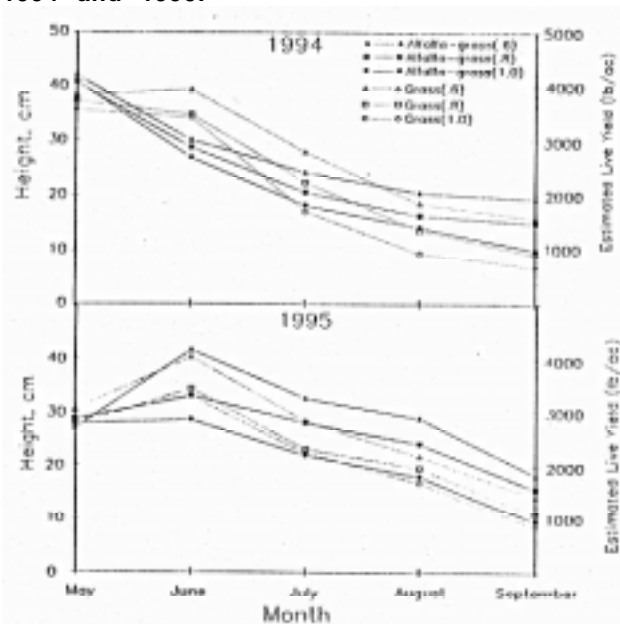 50
1994
5000
Alfalfa-grass(.6)
Alfalfa-grass(.8)
Alfalfa-grass(1.0)
Grass(.6)
Grass(.8)
Grass(1.0)
40
4000
30
3000
20
2000
10
1000
0
Height, cm
Estimated Live Yield (lb/ac)
1995
40
4000
30
3000
20
2000
10
1000
0
Height, cm
Estimated Live Yield (lb/ac)
May June July August September
Month